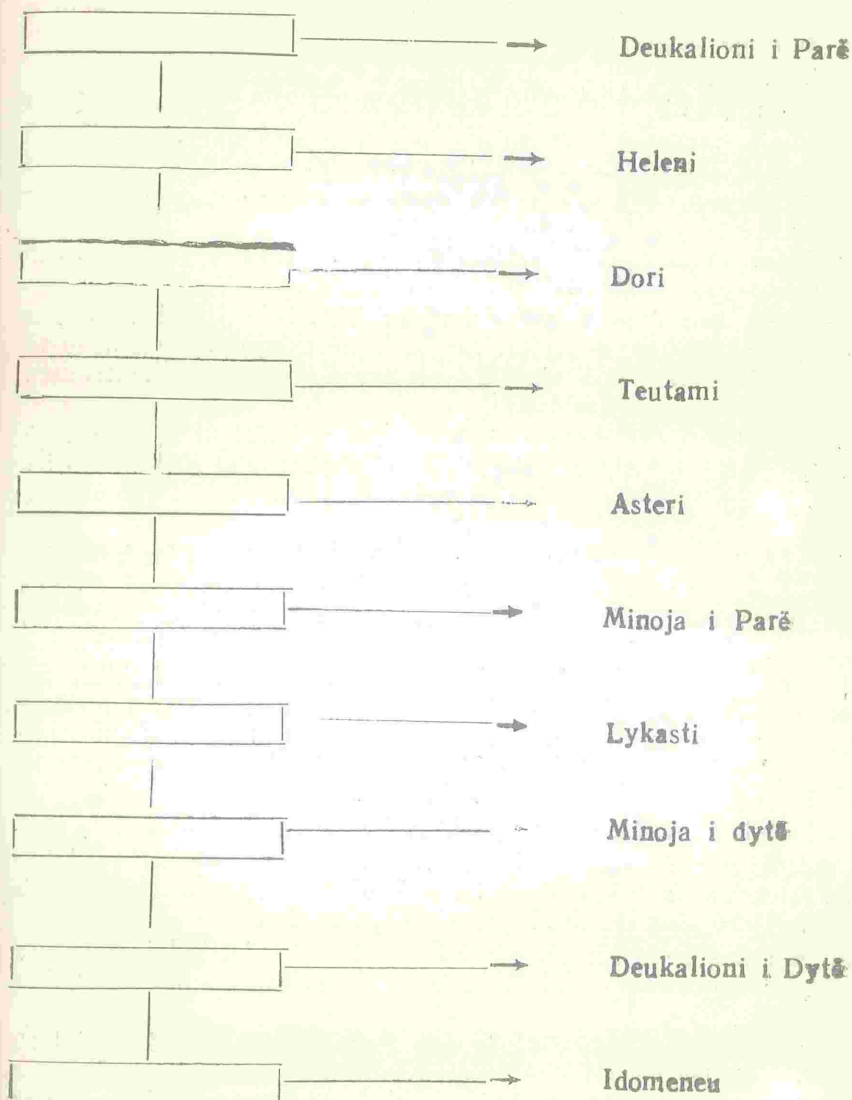 Deukalioni i Parë
Heleni
Dori
Teutami
Asteri
Minoja i Parë
Lykasti
Minoja i dytë
Deukalioni i Dytë
Idomeneu